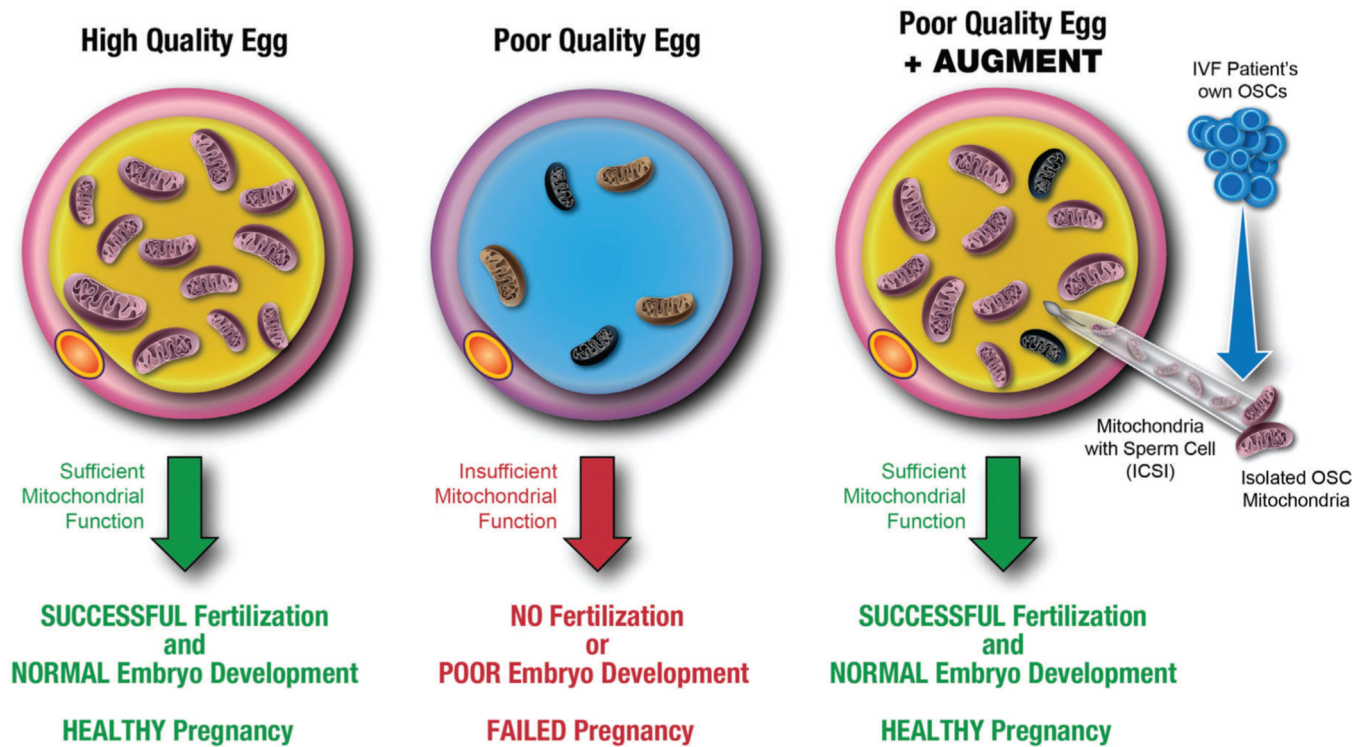 High Quality Egg
Sufficient
Mitochondrial
Function
SUCCESSFUL Fertilization
and
NORMAL Embryo Development
HEALTHY Pregnancy
Poor Quality Egg
Insufficient
Mitochondrial
Function
NO Fertilization
or
POOR Embryo Development
FAILED Pregnancy
Poor Quality Egg
+ AUGMENT
IVF Patient's
own OSCs
Mitochondria
with Sperm Cell
(ICSI)
Isolated OSC
Mitochondria
Sufficient
Mitochondrial
Function
SUCCESSFUL Fertilization
and
NORMAL Embryo Development
HEALTHY Pregnancy